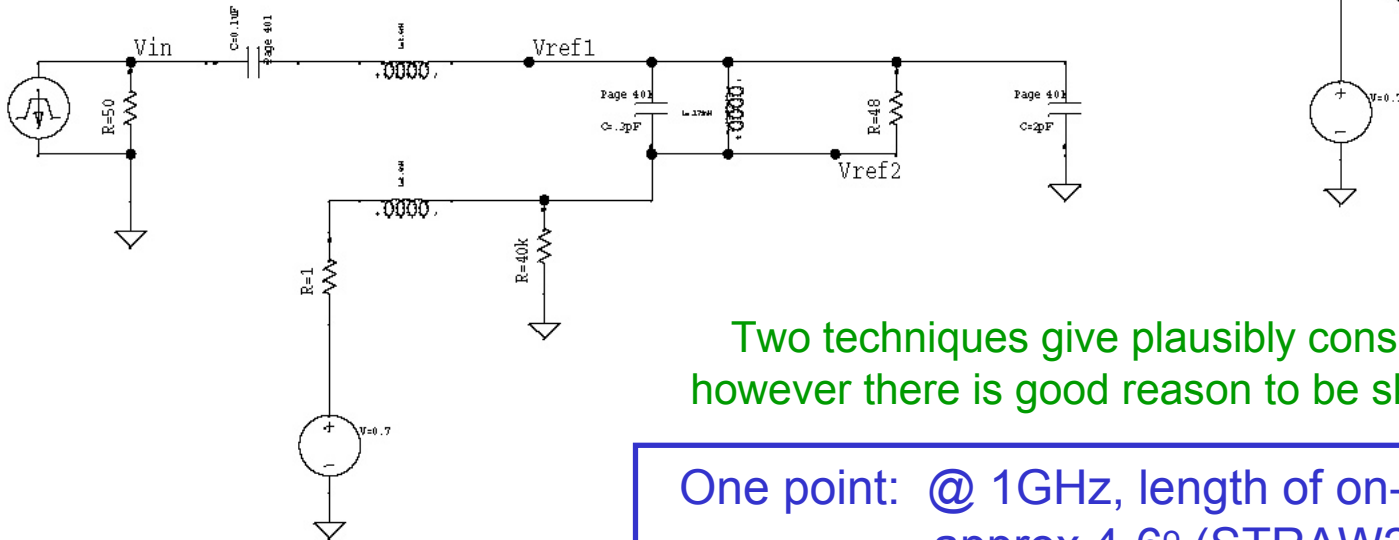 C=0.1uF
Page 401
Vin
R=50
Vref1
Page 401
C=.3pF
R=48
Page 401
C=2pF
Vref2
V=0.7
R=40k
R=1
V=0.7
Two techniques give plausibly cons
however there is good reason to be sl
One point: @ 1GHz, length of on-